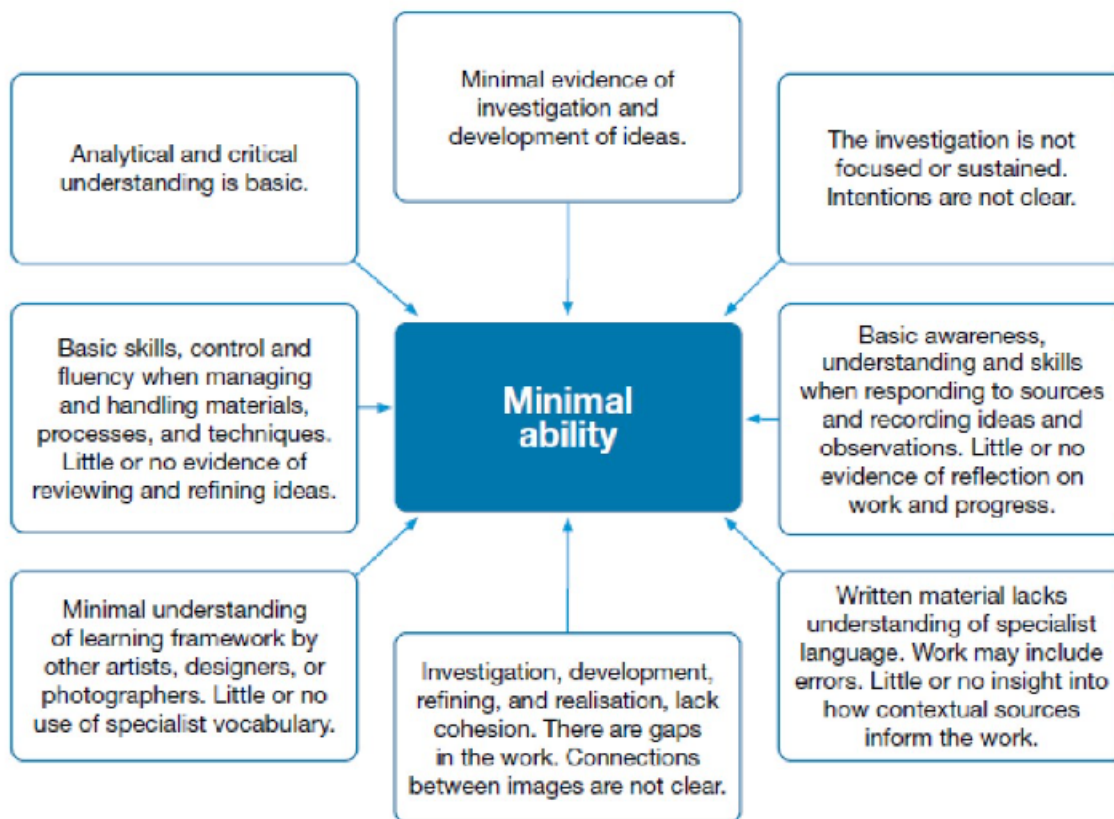 Minimal evidence of
investigation and
development of ideas.
Analytical and critical
understanding is basic.
The investigation is not
focused or sustained.
Intentions are not clear.
Basic skills, control and
fluency when managing
and handling materials,
processes, and techniques.
Little or no evidence of
reviewing and refining ideas.
Minimal
ability
Basic awareness,
understanding and skills
when responding to sources
and recording ideas and
observations. Little or no
evidence of reflection on
work and progress.
Minimal understanding
of learning framework by
other artists, designers, or
photographers. Little or no
use of specialist vocabulary.
Investigation, development,
refining, and realisation, lack
cohesion. There are gaps
in the work. Connections
between images are not clear.
Written material lacks
understanding of specialist
language. Work may include
errors. Little or no insight into
how contextual sources
inform the work.